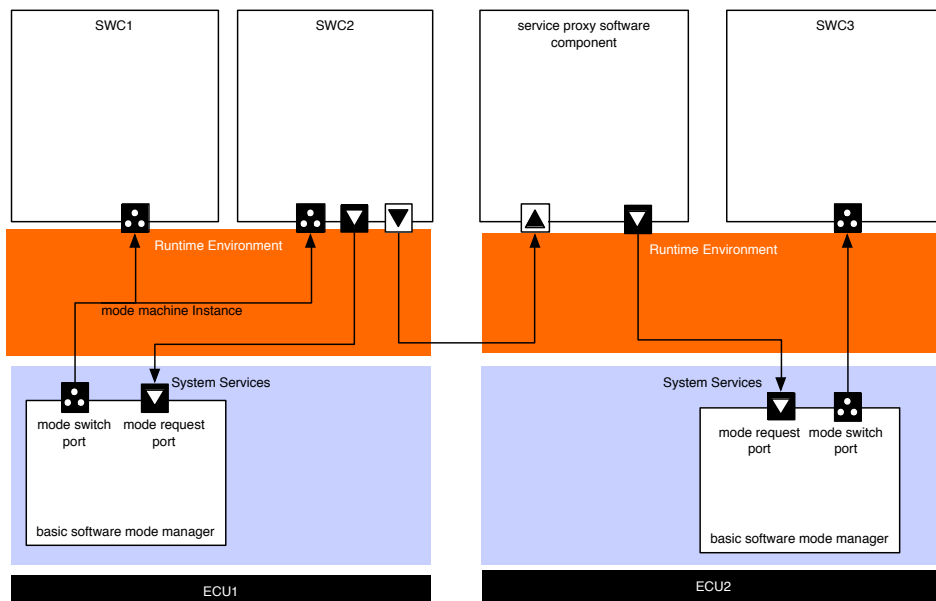 SWC1
SWC2
service proxy software
component
SWC3
Runtime Environment
Runtime Environment
mode machine Instance
System Services
System Services
mode switch
port
mode request
port
mode request
port
mode switch
port
basic software mode manager
basic software mode manager
ECU1
ECU2